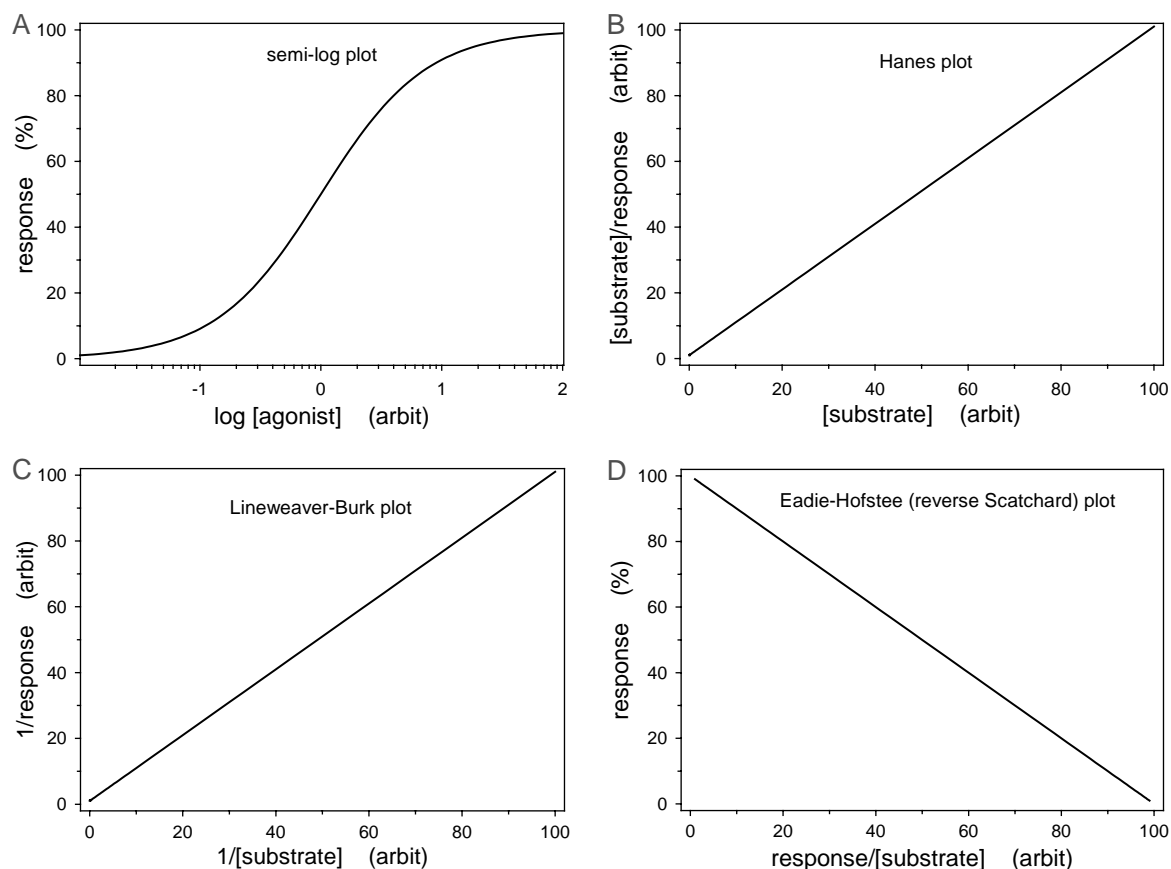 A
semi-log plot
response (%)
100
80
60
40
20
0
-1
0
1
2
log [agonist] (arbit)
B
Hanes plot
[substrate]/response (arbit)
100
80
60
40
20
0
0
20
40
60
80
100
[substrate] (arbit)
C
Lineweaver-Burk plot
1/response (arbit)
100
80
60
40
20
0
0
20
40
60
80
100
1/[substrate] (arbit)
D
Eadie-Hofstee (reverse Scatchard) plot
response (%)
100
80
60
40
20
0
0
20
40
60
80
100
response/[substrate] (arbit)